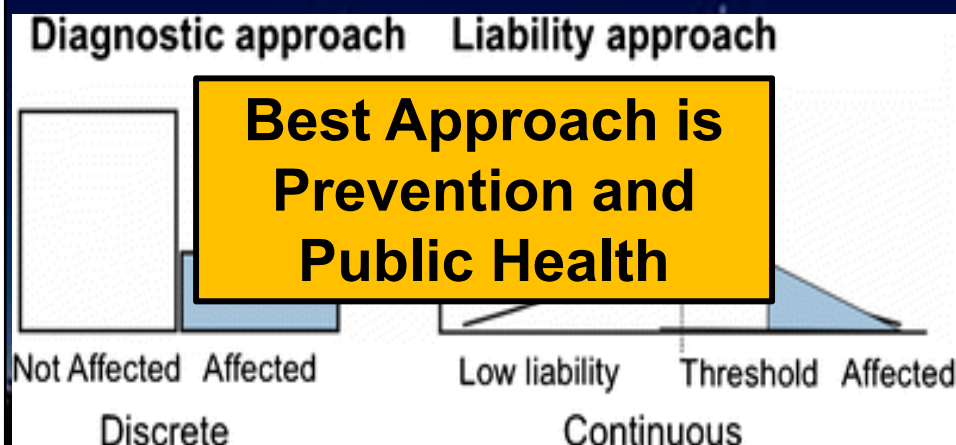 Diagnostic approach Liability approach
Best Approach is
Prevention and
Public Health
Not Affected Affected Low liability Threshold Affected
Discrete Continuous